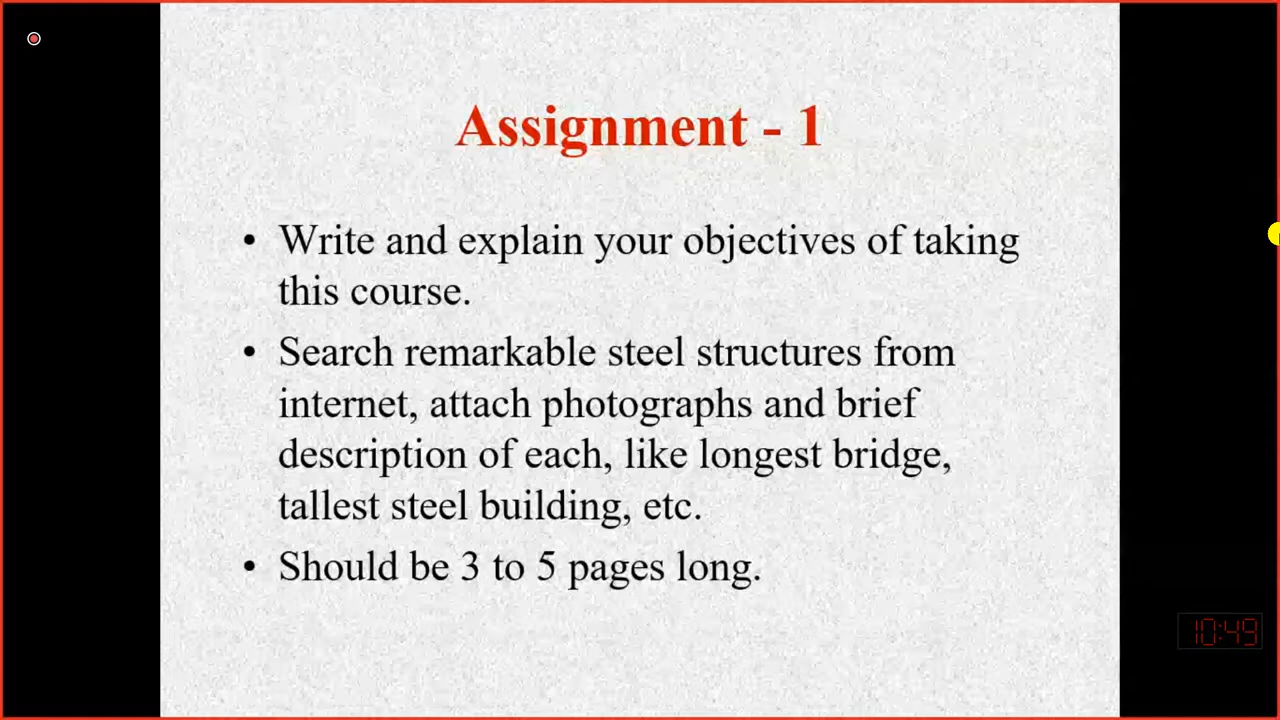 Assignment - 1
• Write and explain your objectives of taking
this course.
• Search remarkable steel structures from
internet, attach photographs and brief
description of each, like longest bridge,
tallest steel building, etc.
• Should be 3 to 5 pages long.
10:49